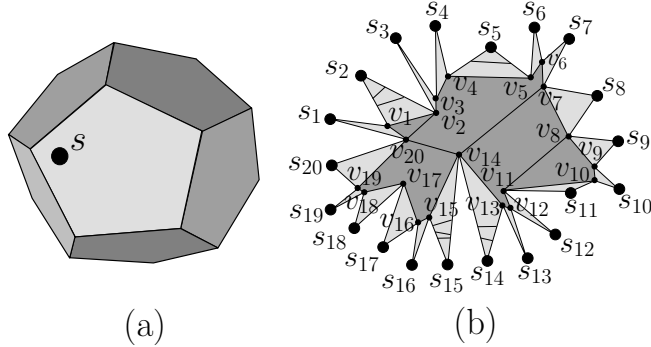 s
s₁
s₂
s₃
s₄
s₅
s₆
s₇
s₈
s₉
s₁₀
s₁₁
s₁₂
s₁₃
s₁₄
s₁₅
s₁₆
s₁₇
s₁₈
s₁₉
s₂₀
v₁
v₂
v₃
v₄
v₅
v₆
v₇
v₈
v₉
v₁₀
v₁₁
v₁₂
v₁₃
v₁₄
v₁₅
v₁₆
v₁₇
v₁₈
v₁₉
v₂₀
(a)
(b)